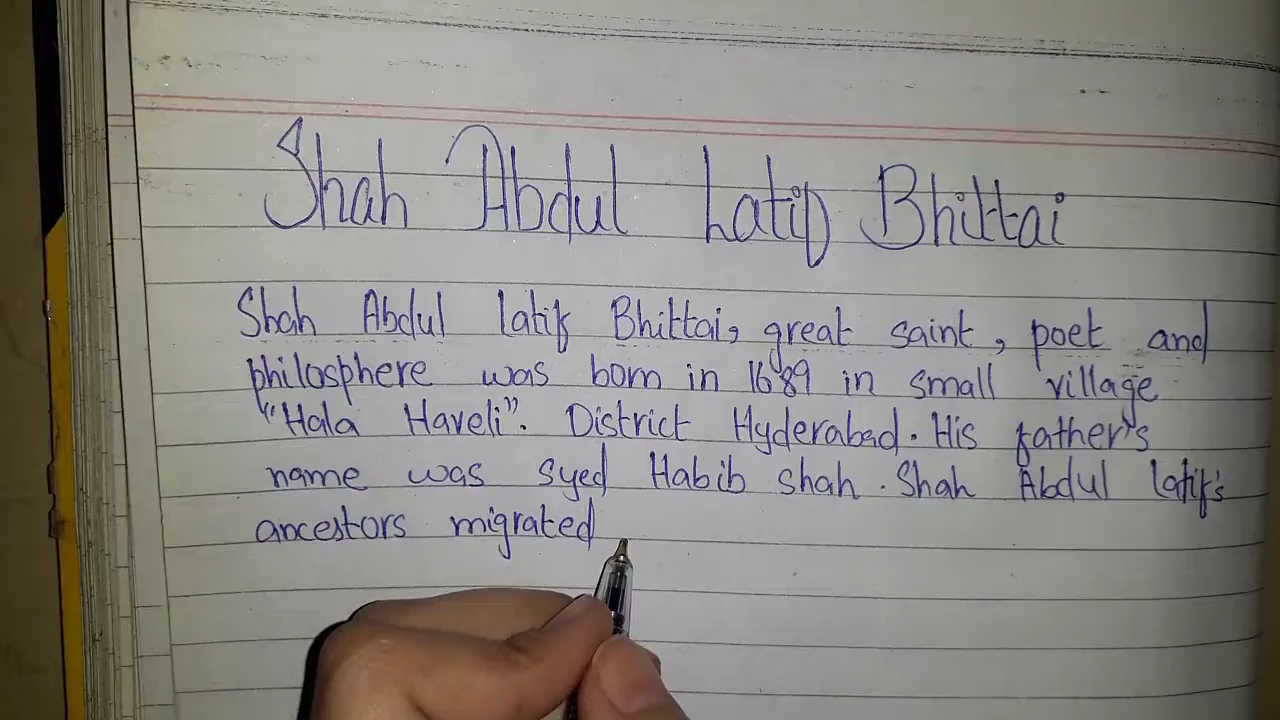 Shah Abdul Latif Bhittai
Shah Abdul latif Bhittai, great saint, poet and
philosphere was born in 1689 in small village
"Hala Haveli". District Hyderabad. His father's
name was syed Habib shah. Shah Abdul latif's
ancestors migrated